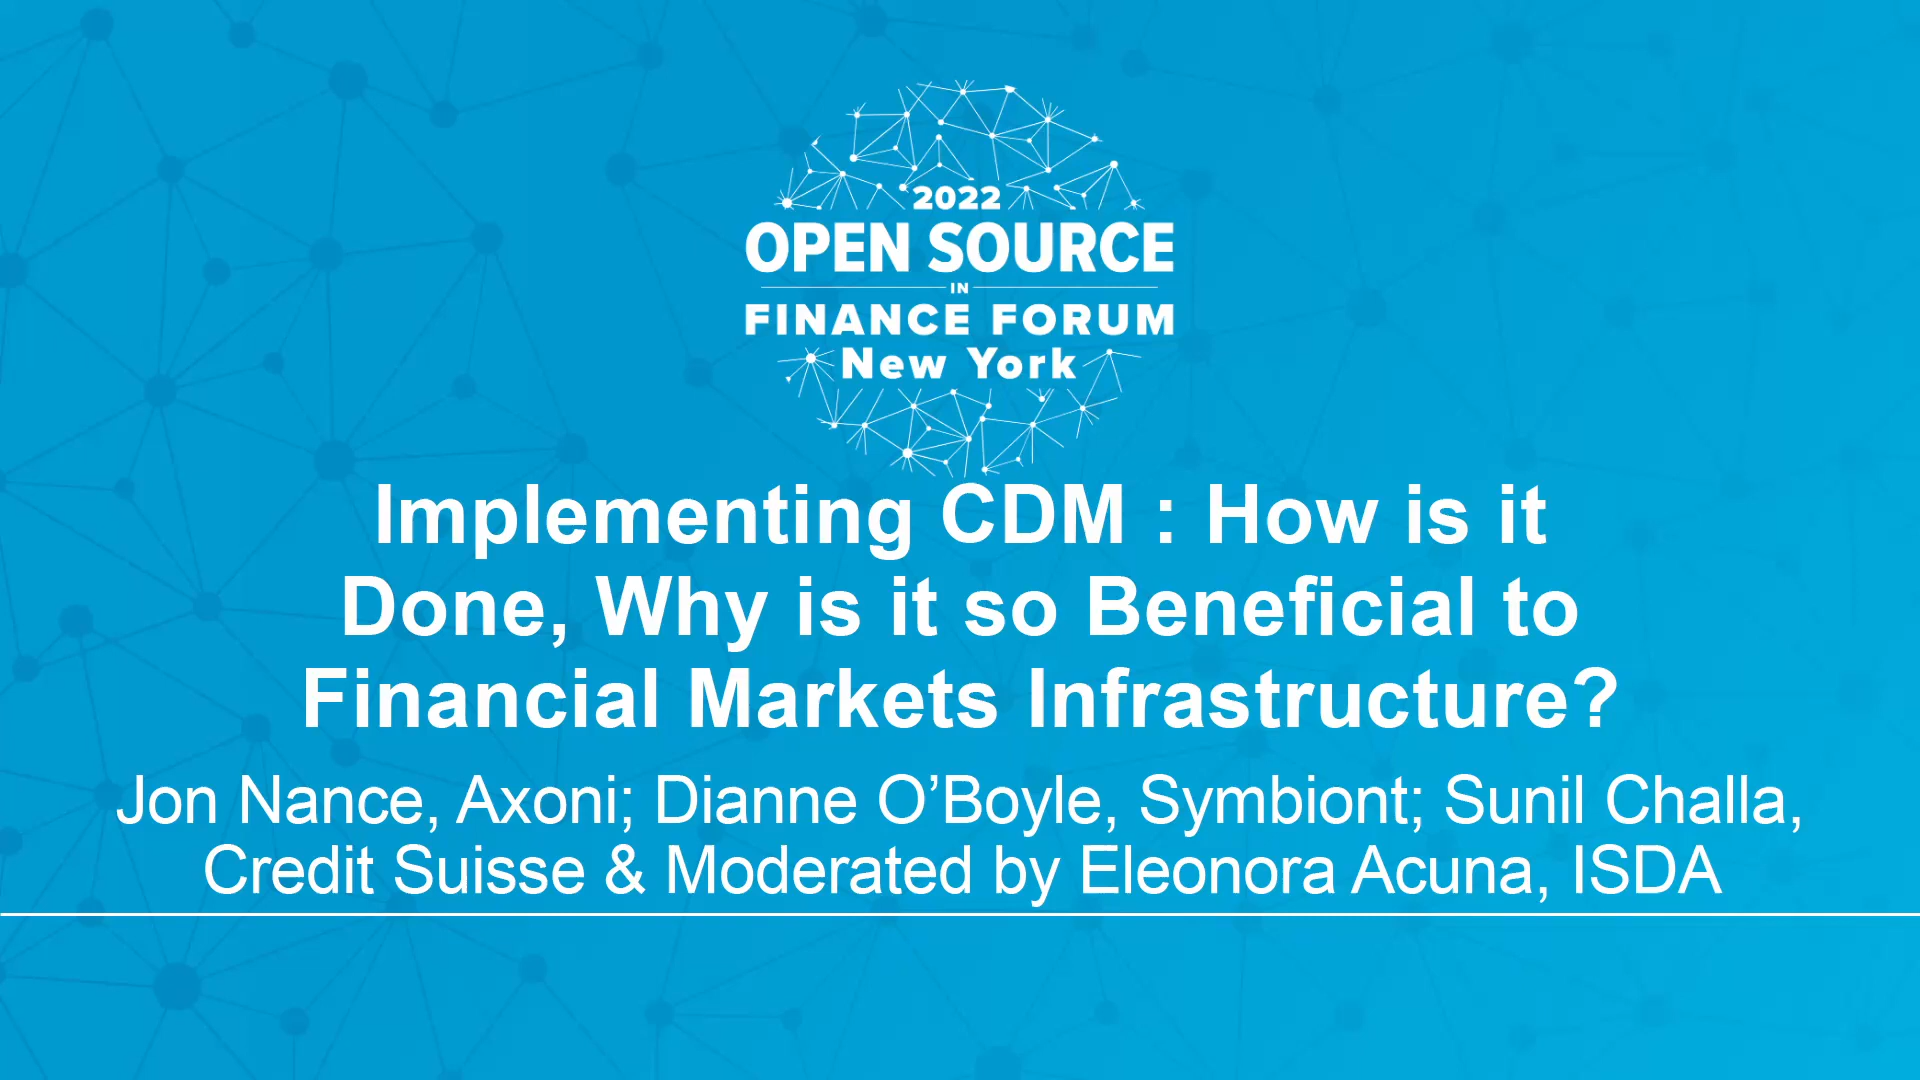 2022
OPEN SOURCE
IN
FINANCE FORUM
New York
Implementing CDM : How is it
Done, Why is it so Beneficial to
Financial Markets Infrastructure?
Jon Nance, Axoni; Dianne O’Boyle, Symbiont; Sunil Challa,
Credit Suisse & Moderated by Eleonora Acuna, ISDA